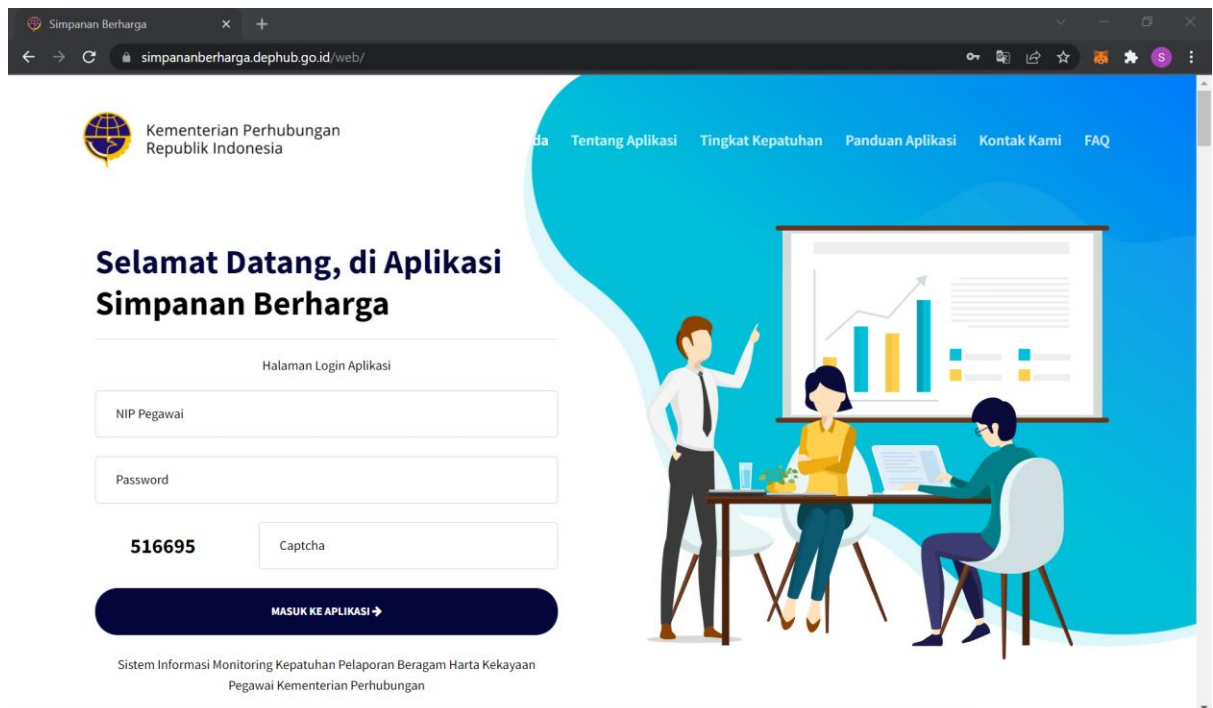 Simpanan Berharga
simpananberharga.dephub.go.id/web/
S
Kementerian Perhubungan
Republik Indonesia
da Tentang Aplikasi Tingkat Kepatuhan Panduan Aplikasi Kontak Kami FAQ
Selamat Datang, di Aplikasi
Simpanan Berharga
Halaman Login Aplikasi
NIP Pegawai
Password
516695 Captcha
MASUK KE APLIKASI
Sistem Informasi Monitoring Kepatuhan Pelaporan Beragam Harta Kekayaan
Pegawai Kementerian Perhubungan